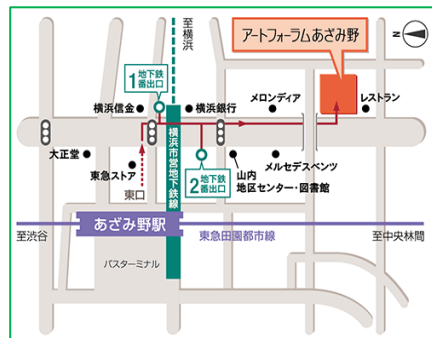 至横浜
アートフォーラムあざみ野
N
1 地下鉄
番出口
横浜信金
横浜銀行
メロンディア
レストラン
大正堂
東急ストア
東口
横浜市営地下鉄線
2 地下鉄
番出口
山内
地区センター・図書館
メルセデスベンツ
あざみ野駅
至渋谷
東急田園都市線
至中央林間
バスターミナル